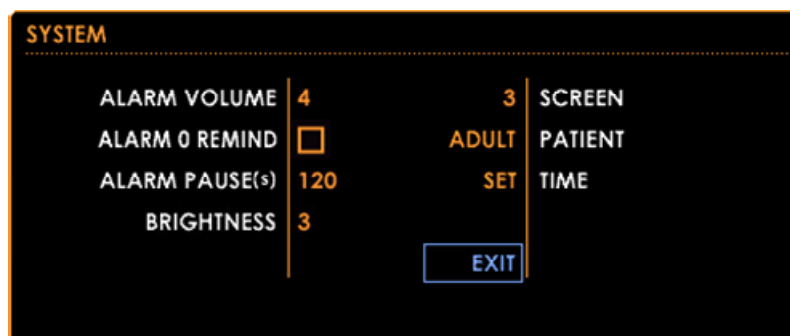 SYSTEM
ALARM VOLUME 4 3 SCREEN
ALARM 0 REMIND ADULT PATIENT
ALARM PAUSE(s) 120 SET TIME
BRIGHTNESS 3
EXIT